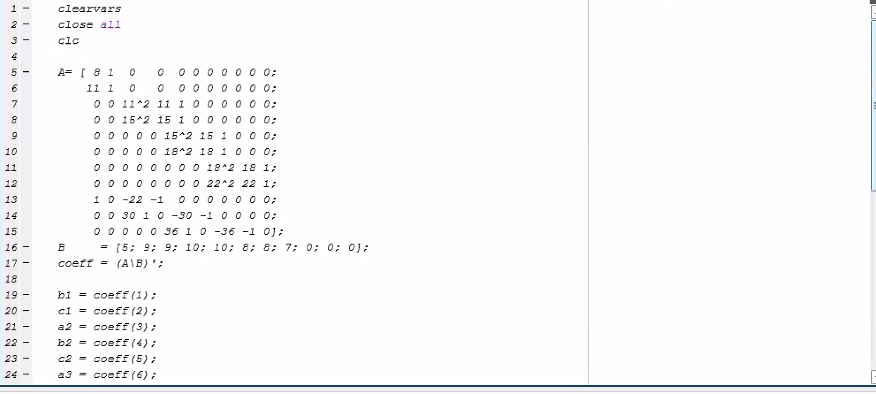 1 - clearvars
2 - close all
3 - clc
4
5 - A= [ 8 1 0 0 0 0 0 0 0 0 0;
6 11 1 0 0 0 0 0 0 0 0 0;
7 0 0 11^2 11 1 0 0 0 0 0 0;
8 0 0 15^2 15 1 0 0 0 0 0 0;
9 0 0 0 0 0 15^2 15 1 0 0 0;
10 0 0 0 0 0 18^2 18 1 0 0 0;
11 0 0 0 0 0 0 0 0 18^2 18 1;
12 0 0 0 0 0 0 0 0 22^2 22 1;
13 1 0 -22 -1 0 0 0 0 0 0 0;
14 0 0 30 1 0 -30 -1 0 0 0 0;
15 0 0 0 0 0 36 1 0 -36 -1 0];
16 - B = [5; 9; 9; 10; 10; 8; 8; 7; 0; 0; 0];
17 - coeff = (A\B)';
18
19 - b1 = coeff(1);
20 - c1 = coeff(2);
21 - a2 = coeff(3);
22 - b2 = coeff(4);
23 - c2 = coeff(5);
24 - a3 = coeff(6);